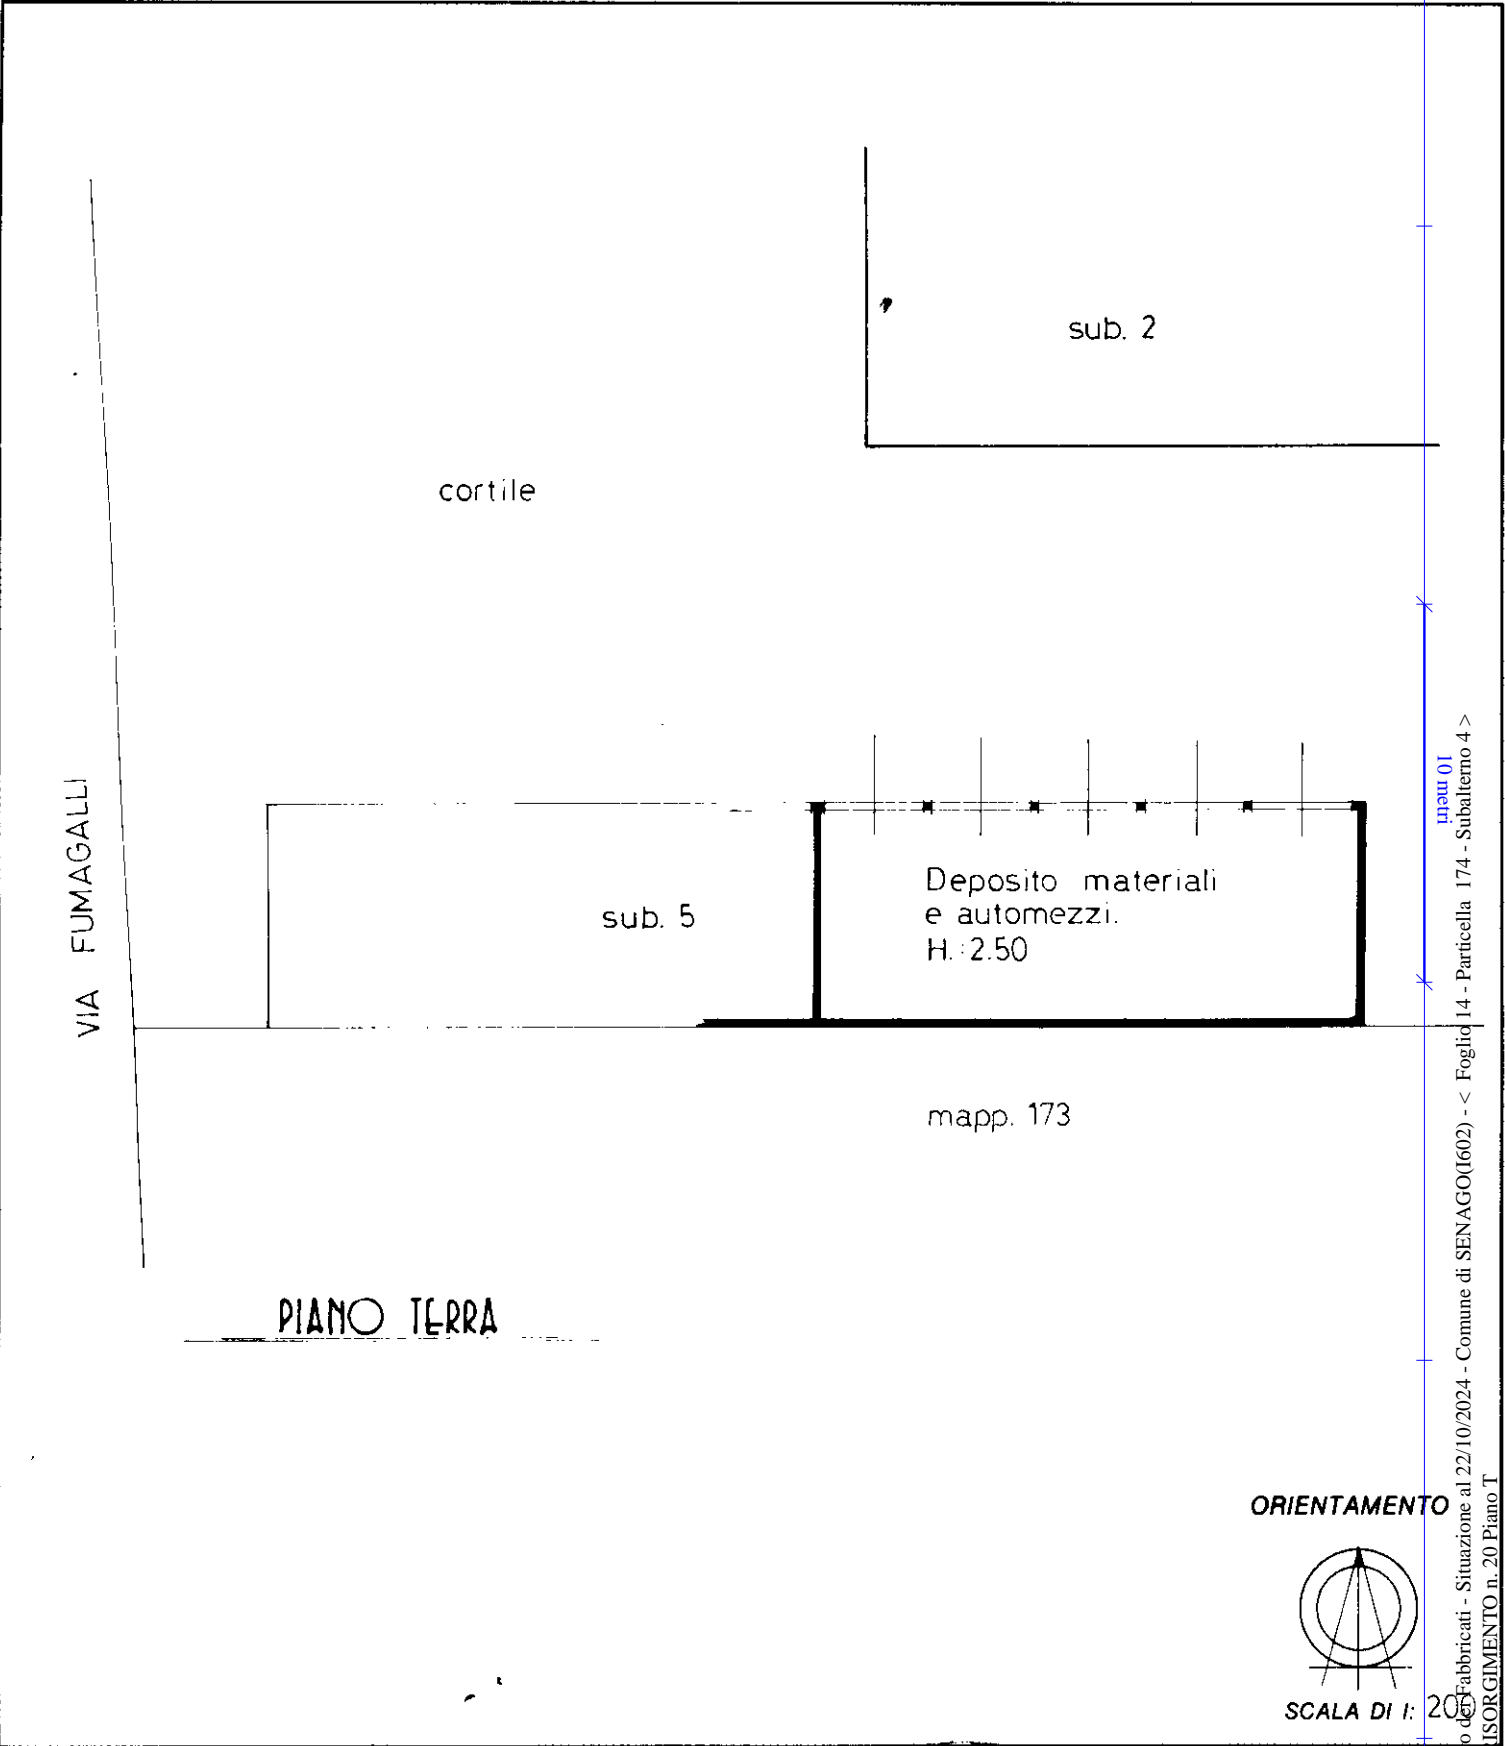 sub. 2
cortile
VIA FUMAGALLI
sub. 5
Deposito materiali
e automezzi.
H.:2.50
mapp. 173
PIANO TERRA
ORIENTAMENTO
SCALA DI I: 200
10 metri
o dei Fabbricati - Situazione al 22/10/2024 - Comune di SENAGO(I602) - < Foglio 14 - Particella 174 - Subalterno 4 >
ISORGIMENTO n. 20 Piano T